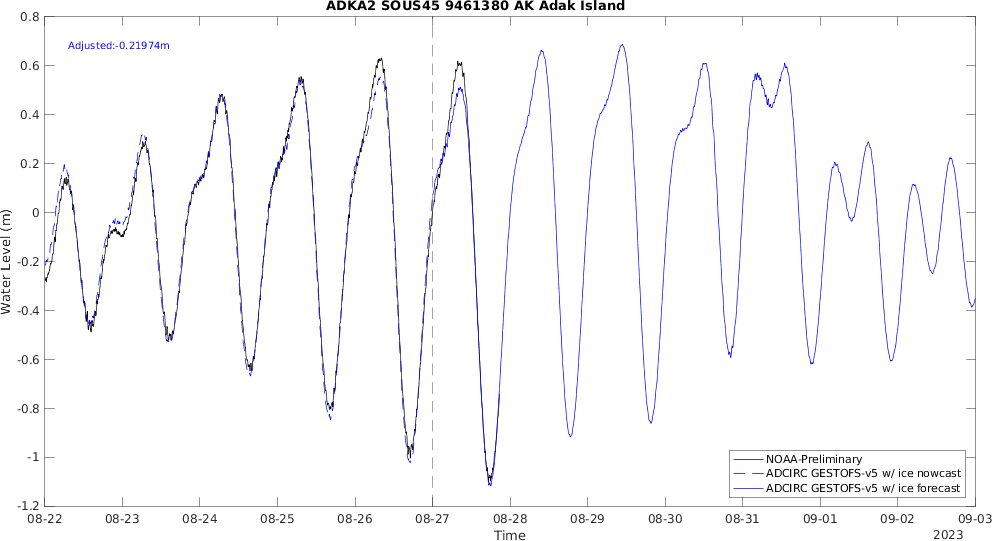 ADKA2 SOUS45 9461380 AK Adak Island
Adjusted:-0.21974m
Water Level (m)
0.8
0.6
0.4
0.2
0
-0.2
-0.4
-0.6
-0.8
-1
-1.2
NOAA-Preliminary
ADCIRC GESTOFS-v5 w/ ice nowcast
ADCIRC GESTOFS-v5 w/ ice forecast
08-22 08-23 08-24 08-25 08-26 08-27 08-28 08-29 08-30 08-31 09-01 09-02 09-03
Time
2023